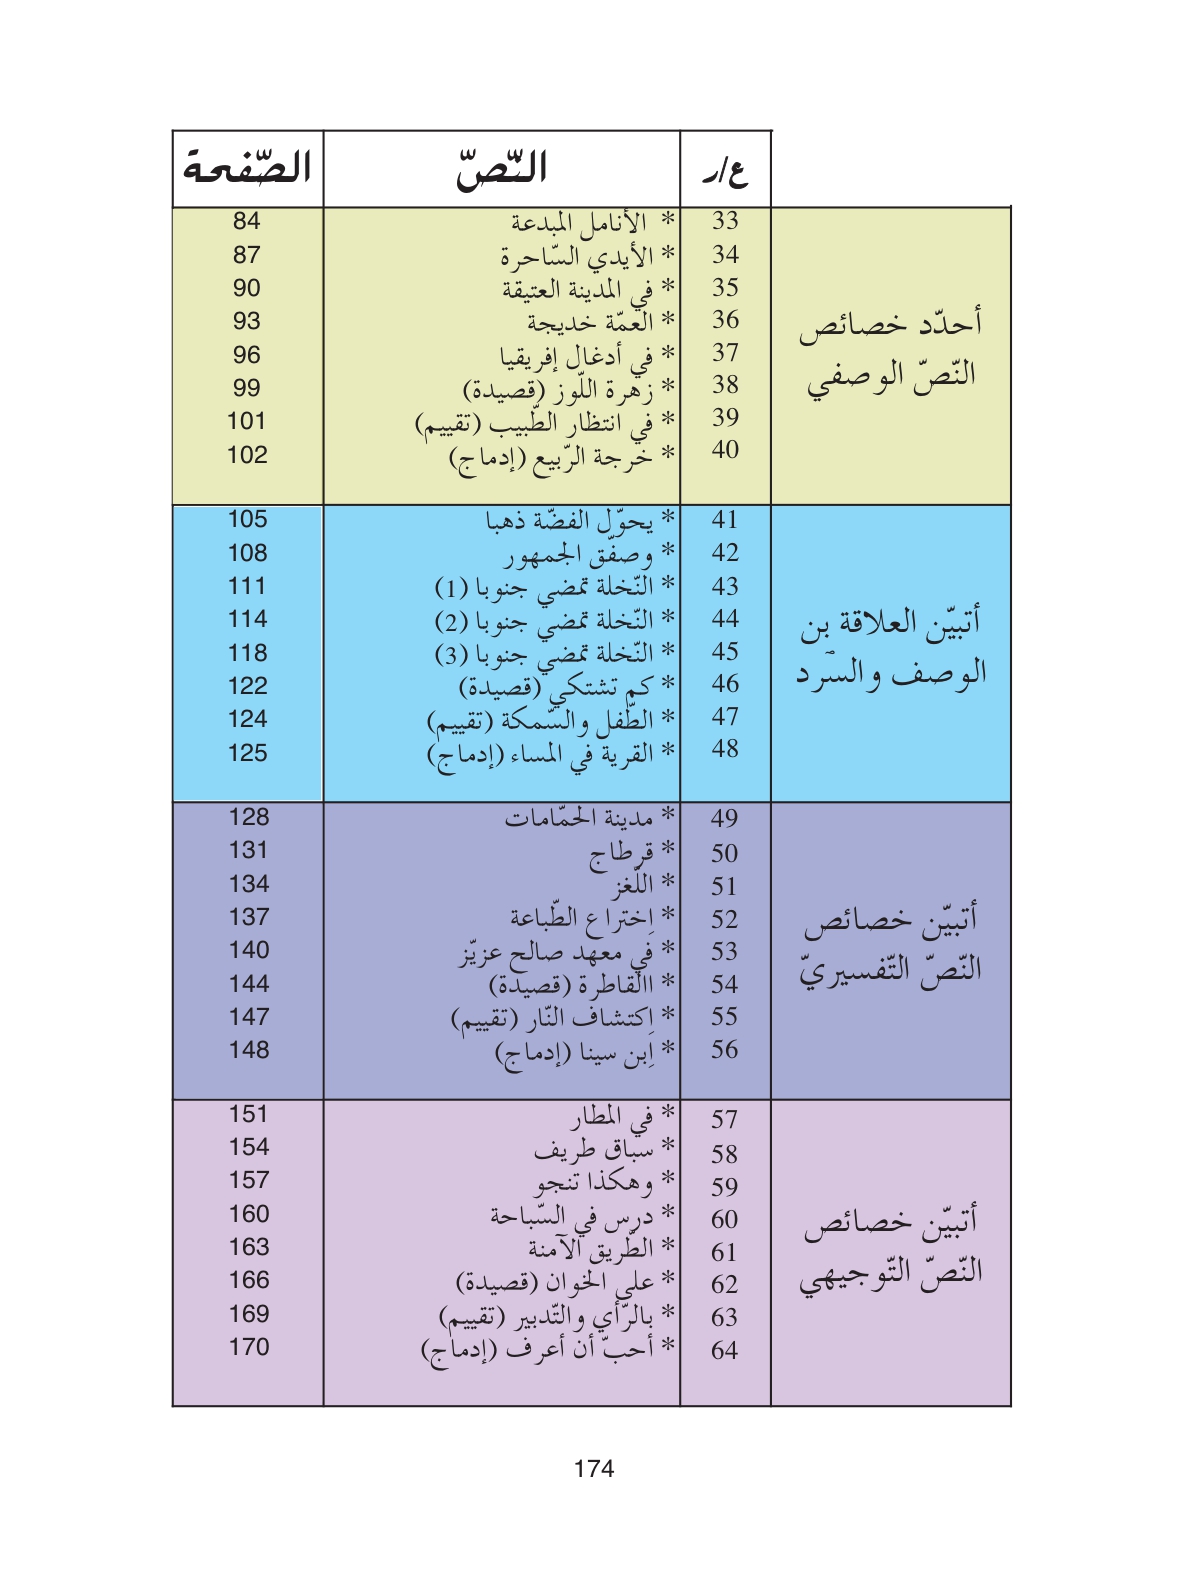 ع/ر النّصّ الصّفحة
أحدّد خصائص
النّصّ الوصفي
33 * الأنامل المبدعة 84
34 * الأيدي السّاحرة 87
35 * في المدينة العتيقة 90
36 * العمّة خديجة 93
37 * في أدغال إفريقيا 96
38 * زهرة اللّوز (قصيدة) 99
39 * في انتظار الطّبيب (تقييم) 101
40 * خرجة الرّبيع (إدماج) 102
أتبيّن العلاقة بن
الوصف والسّرد
41 * يحوّل الفضّة ذهبا 105
42 * وصفّق الجمهور 108
43 * النّخلة تمضي جنوبا (1) 111
44 * النّخلة تمضي جنوبا (2) 114
45 * النّخلة تمضي جنوبا (3) 118
46 * كم تشتكي (قصيدة) 122
47 * الطّفل والسّمكة (تقييم) 124
48 * القرية في المساء (إدماج) 125
أتبيّن خصائص
النّصّ التّفسيريّ
49 * مدينة الحمّامات 128
50 * قرطاج 131
51 * اللّغز 134
52 * اِختراع الطّباعة 137
53 * في معهد صالح عزيّز 140
54 * االقاطرة (قصيدة) 144
55 * اِكتشاف النّار (تقييم) 147
56 * اِبن سينا (إدماج) 148
أتبيّن خصائص
النّصّ التّوجيهي
57 * في المطار 151
58 * سباق طريف 154
59 * وهكذا تنجو 157
60 * درس في السّباحة 160
61 * الطّريق الآمنة 163
62 * على الخوان (قصيدة) 166
63 * بالرّأي والتّدبير (تقييم) 169
64 * أحبّ أن أعرف (إدماج) 170
174